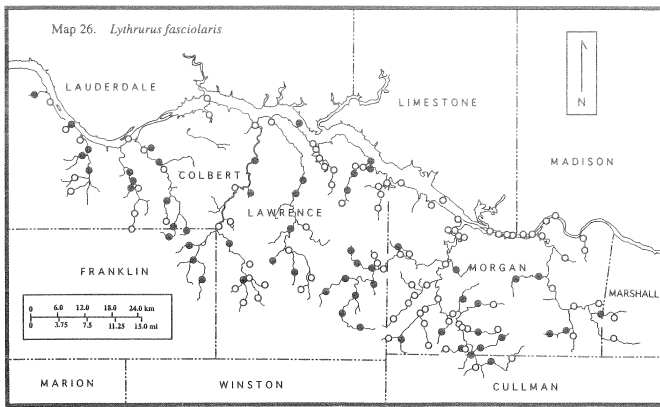 Map 26. Lythrurus fasciolaris
LAUDERDALE
LIMESTONE
N
MADISON
COLBERT
LAWRENCE
FRANKLIN
MORGAN
MARSHALL
0 6.0 12.0 18.0 24.0 km
0 3.75 7.5 11.25 15.0 mi
MARION
WINSTON
CULLMAN